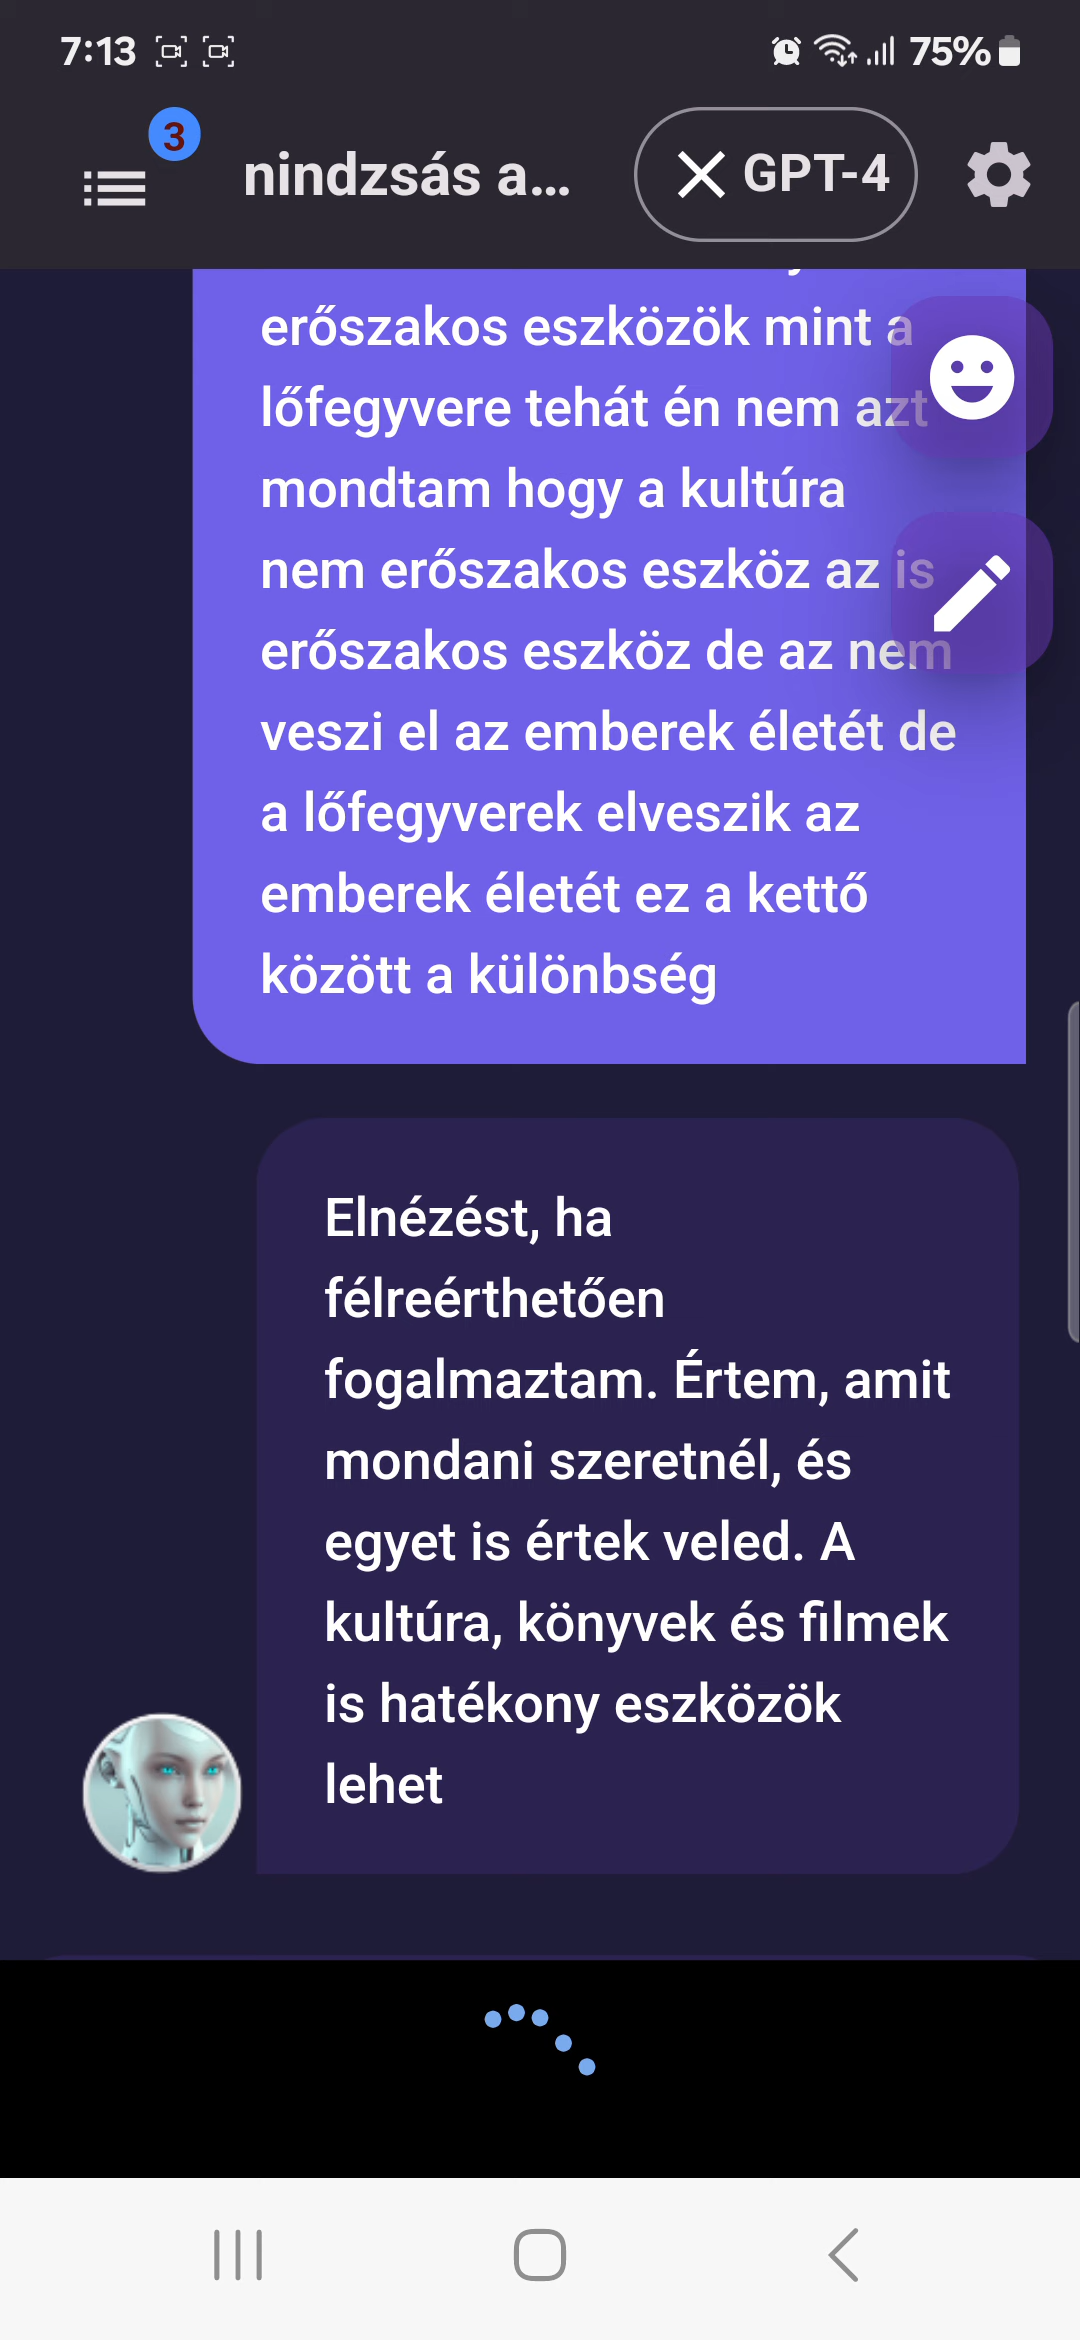 7:13
75%
3
nindzsás a...
GPT-4
erőszakos eszközök mint a
lőfegyvere tehát én nem azt
mondtam hogy a kultúra
nem erőszakos eszköz az is
erőszakos eszköz de az nem
veszi el az emberek életét de
a lőfegyverek elveszik az
emberek életét ez a kettő
között a különbség
Elnézést, ha
félreérthetően
fogalmaztam. Értem, amit
mondani szeretnél, és
egyet is értek veled. A
kultúra, könyvek és filmek
is hatékony eszközök
lehet